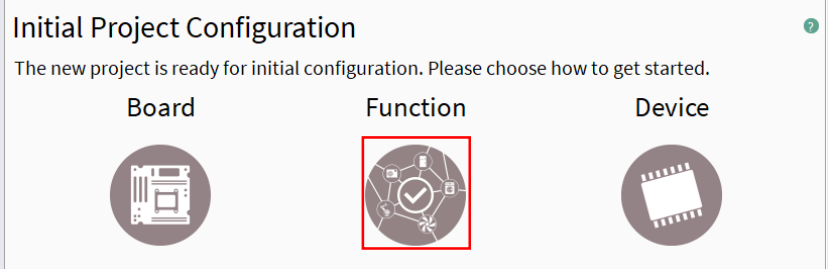 Initial Project Configuration
?
The new project is ready for initial configuration. Please choose how to get started.
Board
Function
Device